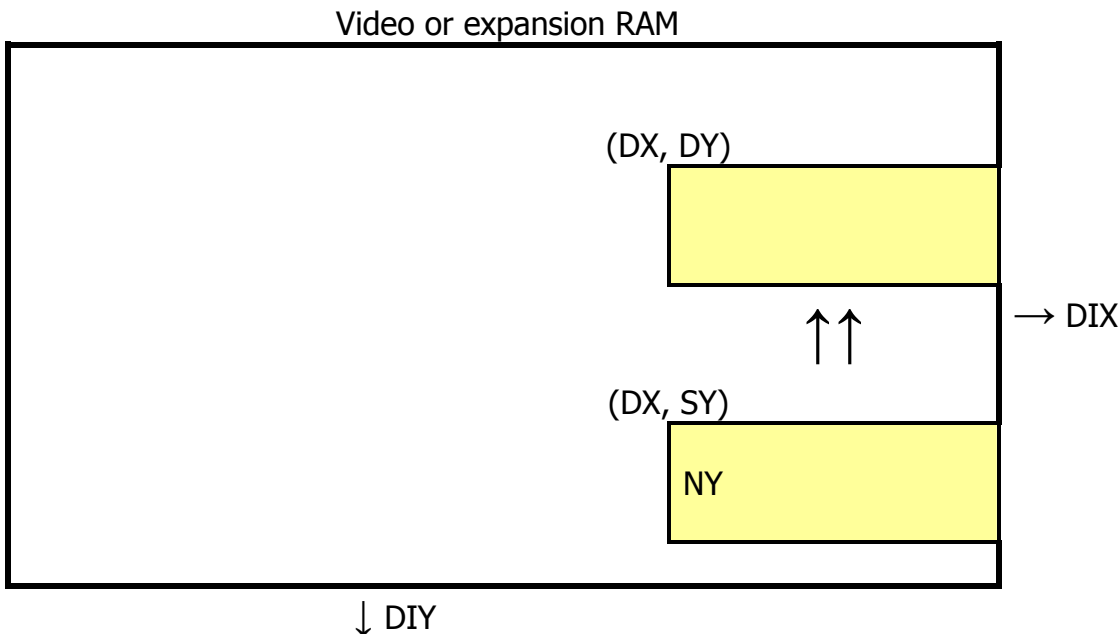 Video or expansion RAM
(DX, DY)
→ DIX
(DX, SY)
NY
↓ DIY